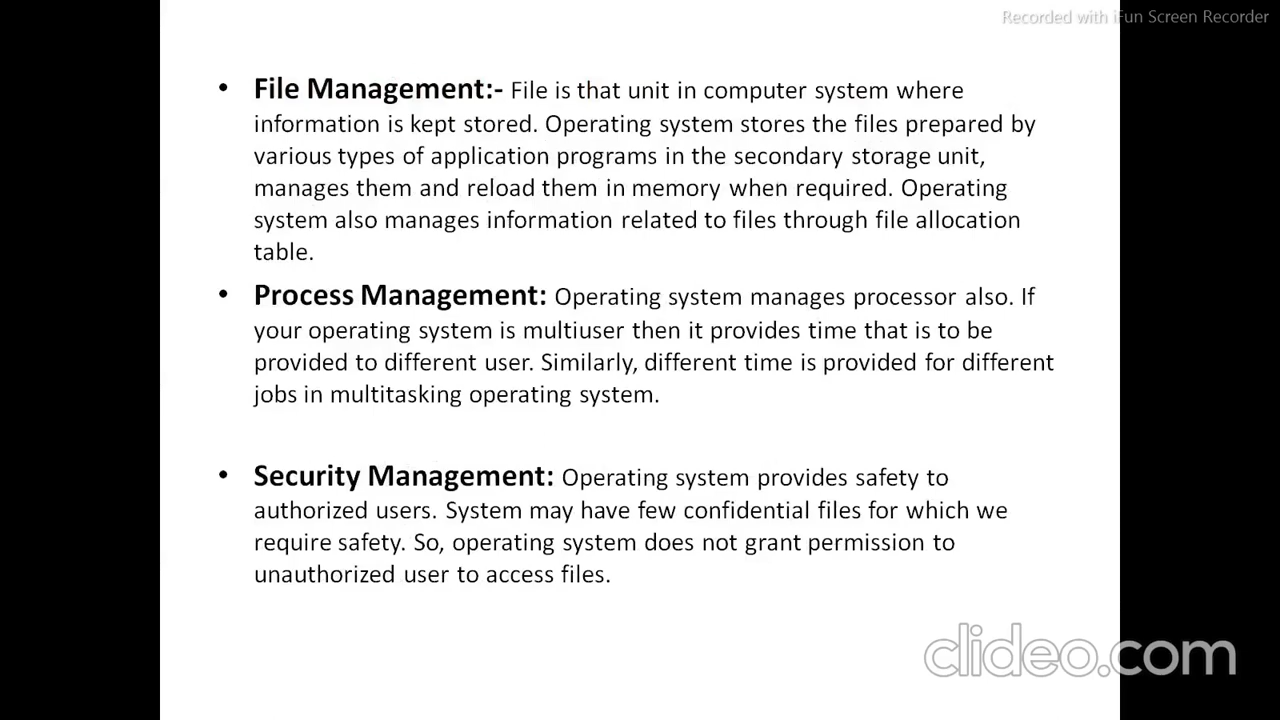 Recorded with iFun Screen Recorder
• File Management:- File is that unit in computer system where
information is kept stored. Operating system stores the files prepared by
various types of application programs in the secondary storage unit,
manages them and reload them in memory when required. Operating
system also manages information related to files through file allocation
table.
• Process Management: Operating system manages processor also. If
your operating system is multiuser then it provides time that is to be
provided to different user. Similarly, different time is provided for different
jobs in multitasking operating system.
• Security Management: Operating system provides safety to
authorized users. System may have few confidential files for which we
require safety. So, operating system does not grant permission to
unauthorized user to access files.
clideo.com